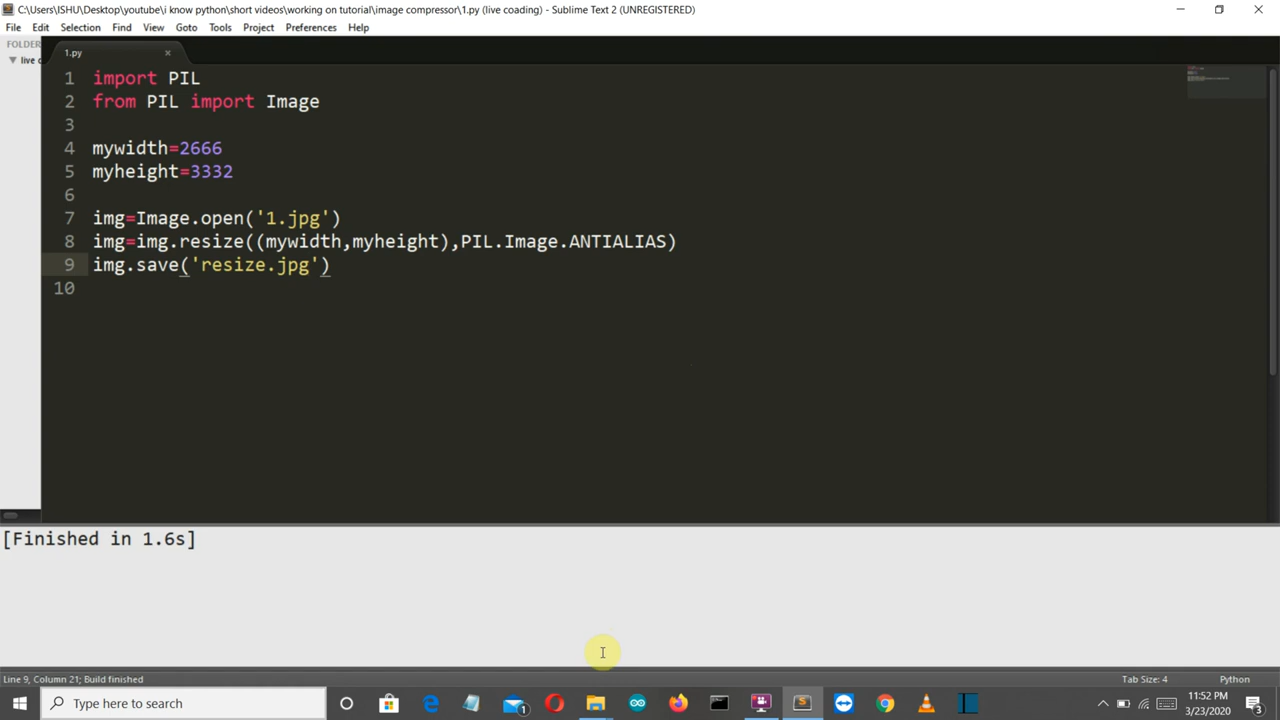 C:\Users\ISHU\Desktop\youtube\i know python\short videos\working on tutorial\image compressor\1.py (live coading) - Sublime Text 2 (UNREGISTERED)
File Edit Selection Find View Goto Tools Project Preferences Help
FOLDER
live c
1.py
1 import PIL
2 from PIL import Image
3
4 mywidth=2666
5 myheight=3332
6
7 img=Image.open('1.jpg')
8 img=img.resize((mywidth,myheight),PIL.Image.ANTIALIAS)
9 img.save('resize.jpg')
10
[Finished in 1.6s]
Line 9, Column 21; Build finished Tab Size: 4 Python
Type here to search
1
11:52 PM
3/23/2020
3